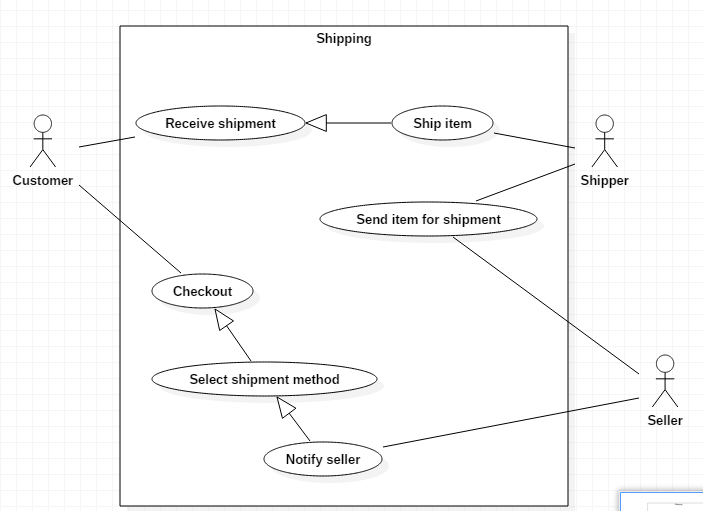 Shipping
Receive shipment
Ship item
Customer
Shipper
Send item for shipment
Checkout
Select shipment method
Seller
Notify seller